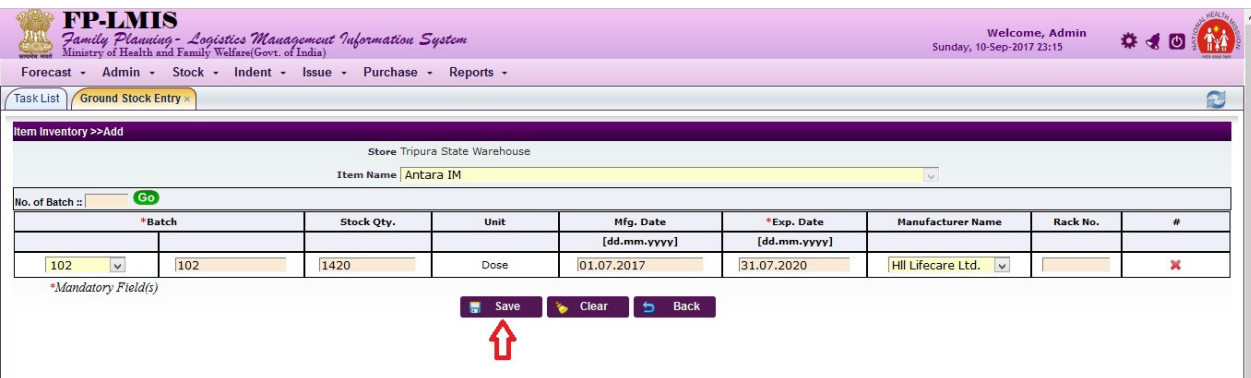 FP-LMIS
Family Planning - Logistics Management Information System
Ministry of Health and Family Welfare(Govt. of India)
Welcome, Admin
Sunday, 10-Sep-2017 23:15
Forecast Admin Stock Indent Issue Purchase Reports
Task List Ground Stock Entry ×
Item Inventory >>Add
Store Tripura State Warehouse
Item Name Antara IM
No. of Batch :: Go
*Batch Stock Qty. Unit Mfg. Date *Exp. Date Manufacturer Name Rack No. #
[dd.mm.yyyy] [dd.mm.yyyy]
102 102 1420 Dose 01.07.2017 31.07.2020 Hll Lifecare Ltd.
*Mandatory Field(s)
Save Clear Back